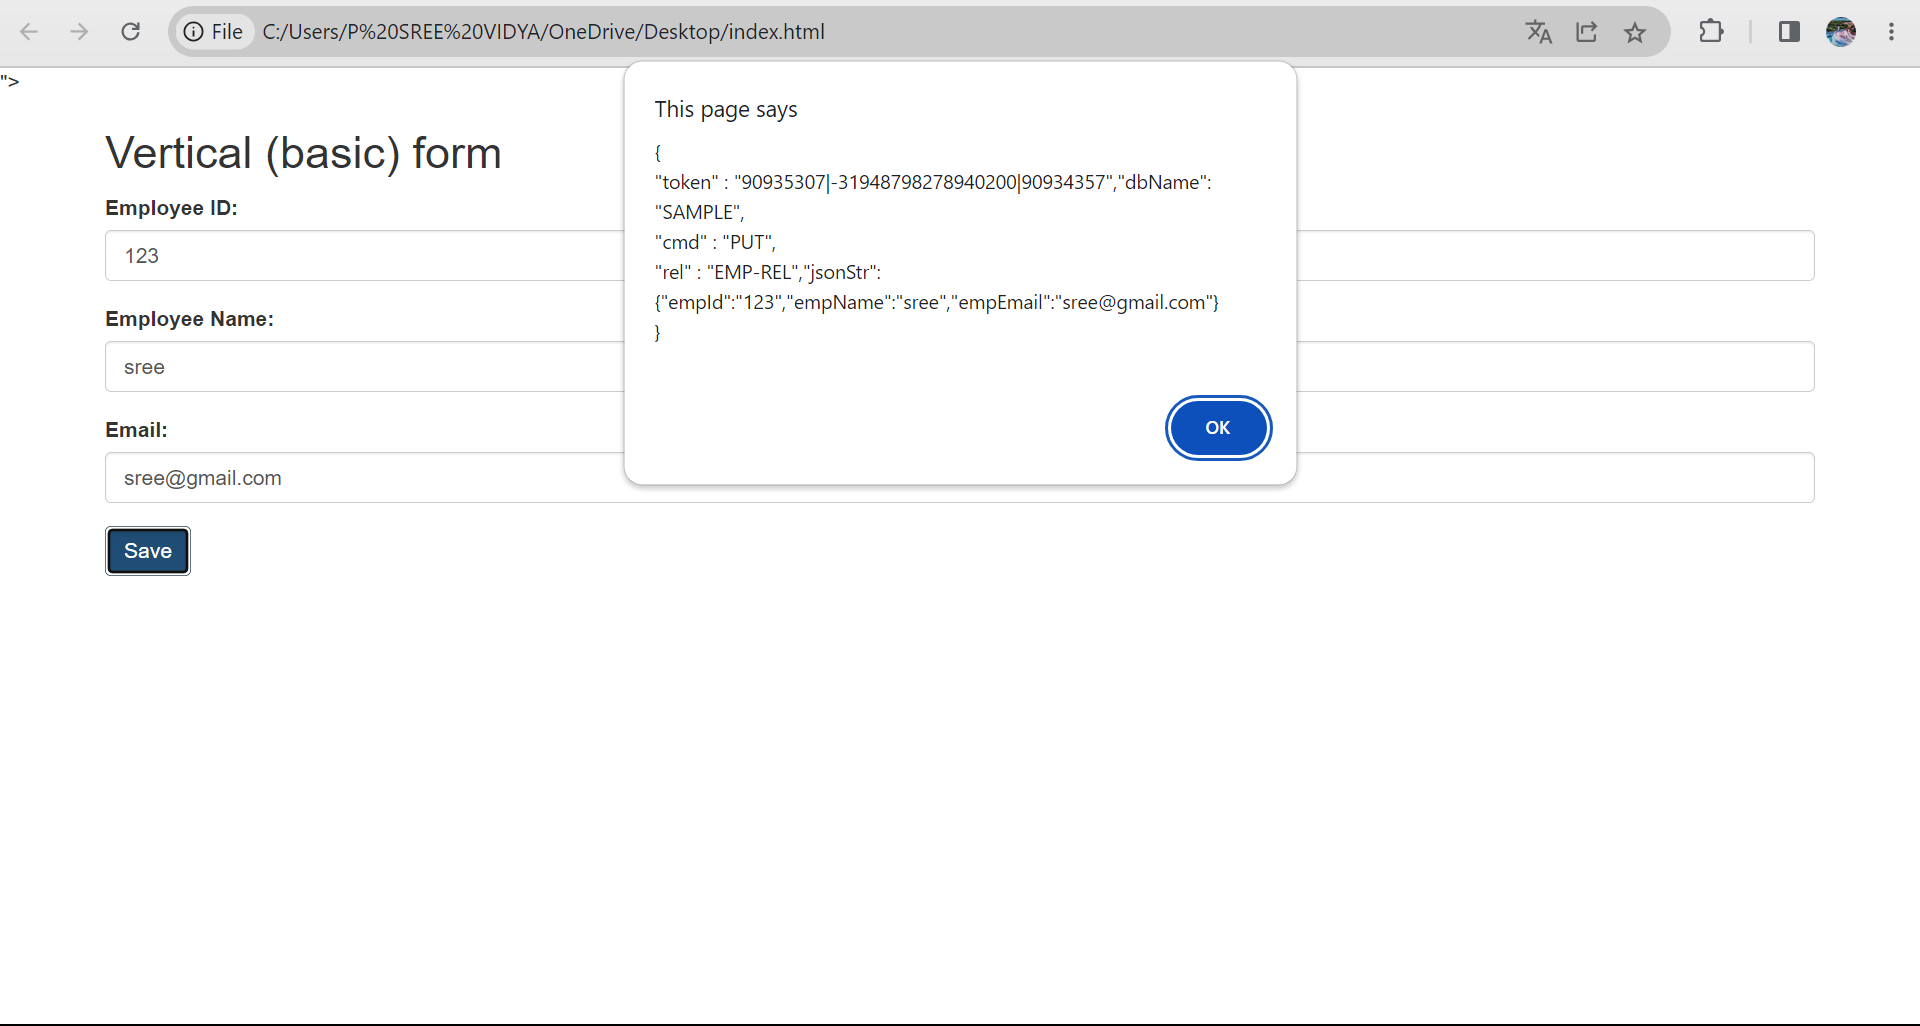 File C:/Users/P%20SREE%20VIDYA/OneDrive/Desktop/index.html
">
This page says
{
"token" : "90935307|-31948798278940200|90934357","dbName":
"SAMPLE",
"cmd" : "PUT",
"rel" : "EMP-REL","jsonStr":
{"empId":"123","empName":"sree","empEmail":"sree@gmail.com"}
}
OK
Vertical (basic) form
Employee ID:
123
Employee Name:
sree
Email:
sree@gmail.com
Save